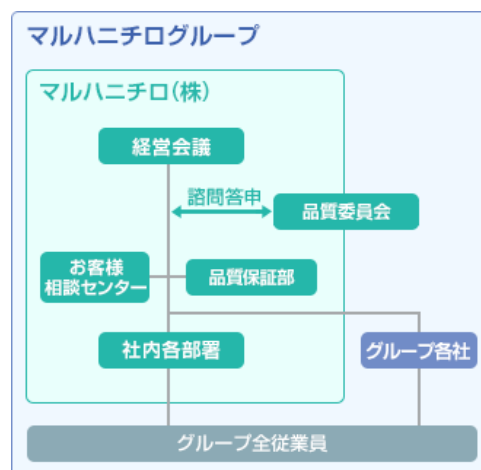 マルハニチログループ
マルハニチロ(株)
経営会議
諮問答申
品質委員会
お客様
相談センター
品質保証部
社内各部署
グループ各社
グループ全従業員